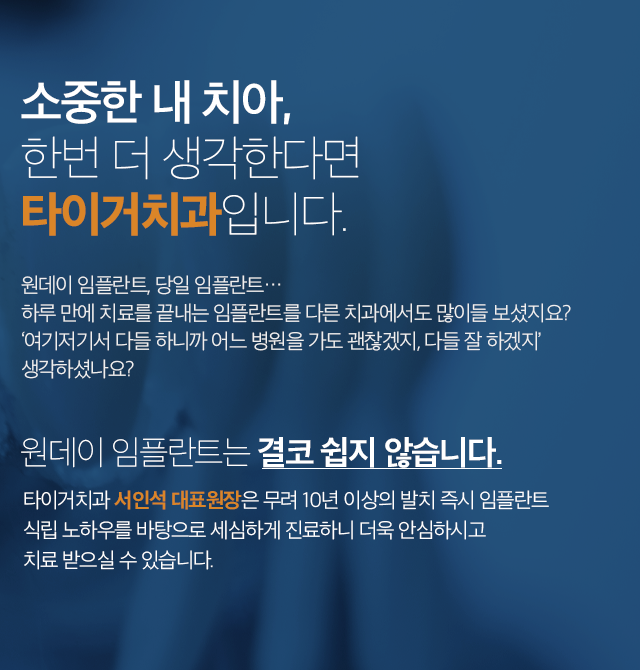 소중한 내 치아,
한번 더 생각한다면
타이거치과입니다.
원데이 임플란트, 당일 임플란트…
하루 만에 치료를 끝내는 임플란트를 다른 치과에서도 많이들 보셨지요?
‘여기저기서 다들 하니까 어느 병원을 가도 괜찮겠지, 다들 잘 하겠지’
생각하셨나요?
원데이 임플란트는 결코 쉽지 않습니다.
타이거치과 서인석 대표원장은 무려 10년 이상의 발치 즉시 임플란트
식립 노하우를 바탕으로 세심하게 진료하니 더욱 안심하시고
치료 받으실 수 있습니다.